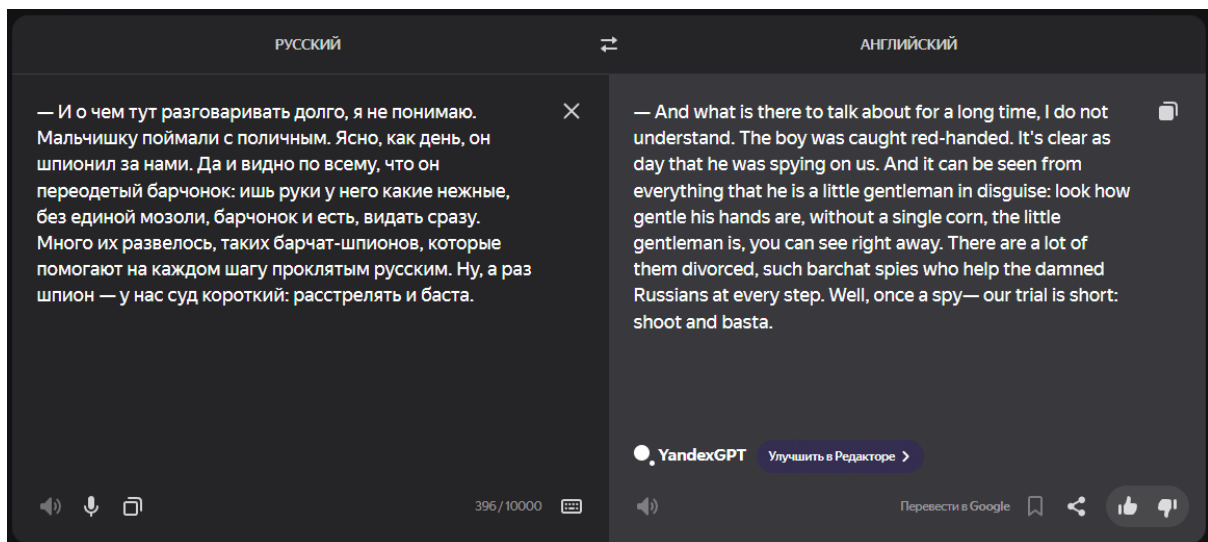 РУССКИЙ
АНГЛИЙСКИЙ
— И о чем тут разговаривать долго, я не понимаю.
Мальчишку поймали с поличным. Ясно, как день, он
шпионил за нами. Да и видно по всему, что он
переодетый барчонок: ишь руки у него какие нежные,
без единой мозоли, барчонок и есть, видать сразу.
Много их развелось, таких барчат-шпионов, которые
помогают на каждом шагу проклятым русским. Ну, а раз
шпион — у нас суд короткий: расстрелять и баста.
396/10000
— And what is there to talk about for a long time, I do not
understand. The boy was caught red-handed. It's clear as
day that he was spying on us. And it can be seen from
everything that he is a little gentleman in disguise: look how
gentle his hands are, without a single corn, the little
gentleman is, you can see right away. There are a lot of
them divorced, such barchat spies who help the damned
Russians at every step. Well, once a spy— our trial is short:
shoot and basta.
YandexGPT Улучшить в Редакторе
Перевести в Google